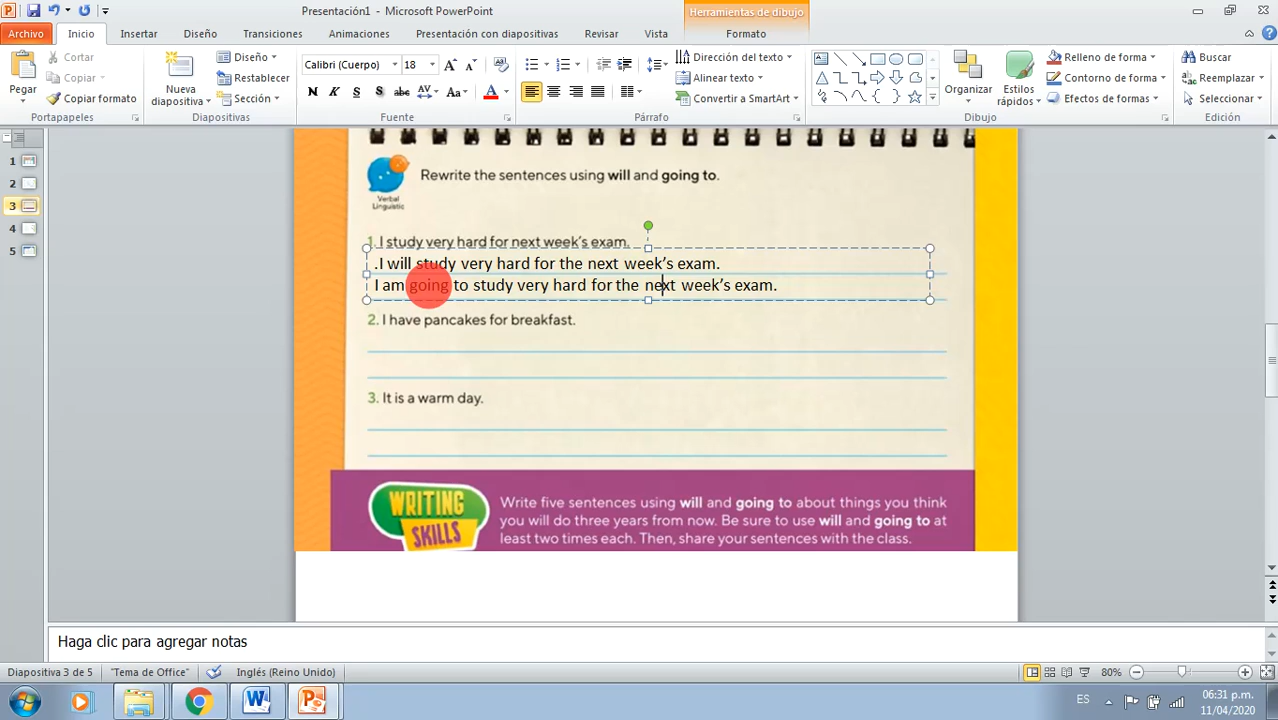 Presentación1 - Microsoft PowerPoint
Herramientas de dibujo
Archivo Inicio Insertar Diseño Transiciones Animaciones Presentación con diapositivas Revisar Vista Formato
Pegar
Cortar
Copiar
Copiar formato
Portapapeles
Nueva
diapositiva
Diseño
Restablecer
Sección
Diapositivas
Calibri (Cuerpo) 18
N K S S abc AV Aa A
Fuente
Dirección del texto
Alinear texto
Convertir a SmartArt
Párrafo
Organizar
Estilos
rápidos
Relleno de forma
Contorno de forma
Efectos de formas
Dibujo
Buscar
Reemplazar
Seleccionar
Edición
1
2
3
4
5
Verbal
Linguistic
Rewrite the sentences using will and going to.
1. I study very hard for next week's exam.
.I will study very hard for the next week's exam.
I am going to study very hard for the next week's exam.
2. I have pancakes for breakfast.
3. It is a warm day.
WRITING
SKILLS
Write five sentences using will and going to about things you think
you will do three years from now. Be sure to use will and going to at
least two times each. Then, share your sentences with the class.
Haga clic para agregar notas
Diapositiva 3 de 5 "Tema de Office" Inglés (Reino Unido) 80%
ES 06:31 p.m.
11/04/2020